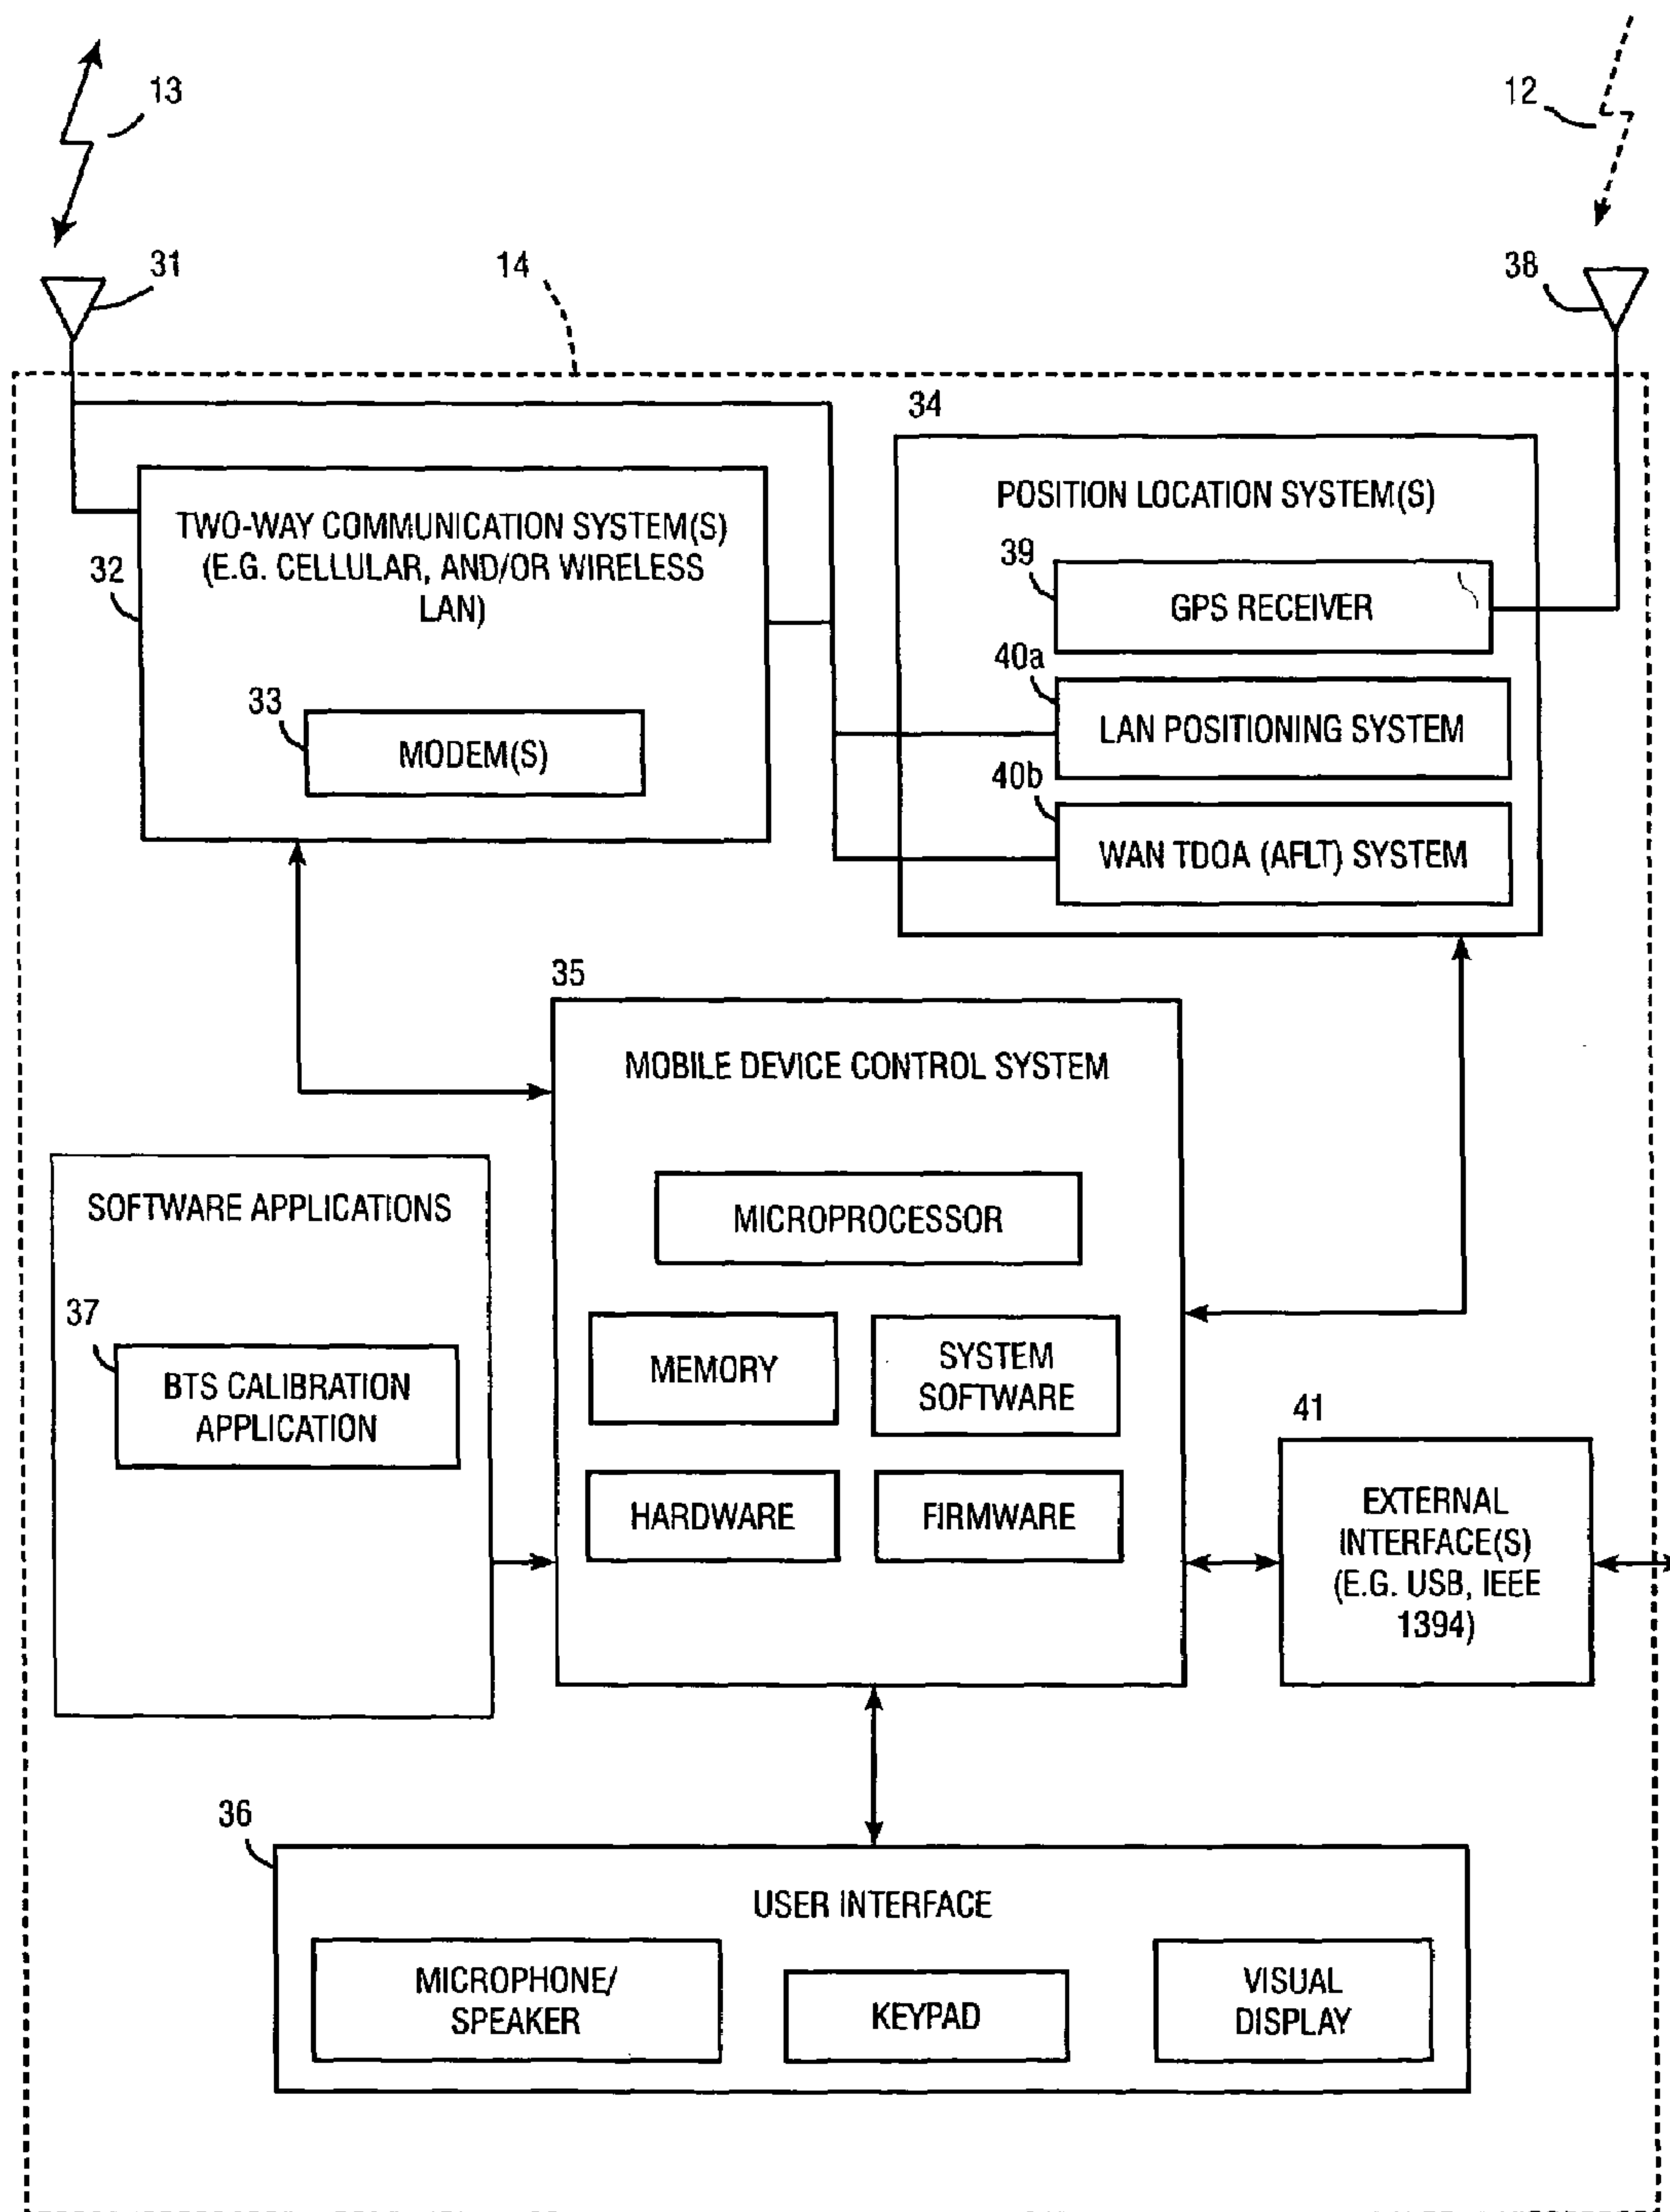 13
12
31
14
38
34
TWO-WAY COMMUNICATION SYSTEM(S)
(E.G. CELLULAR, AND/OR WIRELESS
LAN)
32
33
MODEM(S)
POSITION LOCATION SYSTEM(S)
39
GPS RECEIVER
40a
LAN POSITIONING SYSTEM
40b
WAN TDOA (AFLT) SYSTEM
35
MOBILE DEVICE CONTROL SYSTEM
MICROPROCESSOR
MEMORY
SYSTEM
SOFTWARE
HARDWARE
FIRMWARE
SOFTWARE APPLICATIONS
37
BTS CALIBRATION
APPLICATION
41
EXTERNAL
INTERFACE(S)
(E.G. USB, IEEE
1394)
36
USER INTERFACE
MICROPHONE/
SPEAKER
KEYPAD
VISUAL
DISPLAY